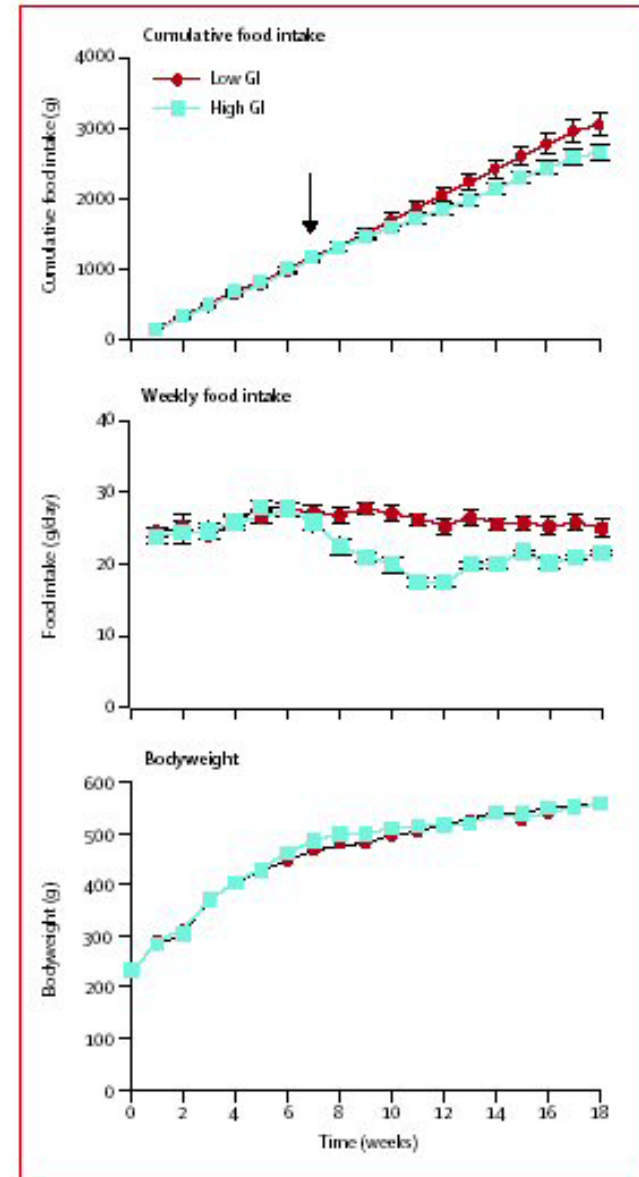 Cumulative food intake
4000
Low GI
High GI
3000
2000
1000
0
Cumulative food intake (g)
Weekly food intake
40
30
20
10
0
Food intake (g/day)
Bodyweight
600
500
400
300
200
100
0
Bodyweight (g)
0 2 4 6 8 10 12 14 16 18
Time (weeks)